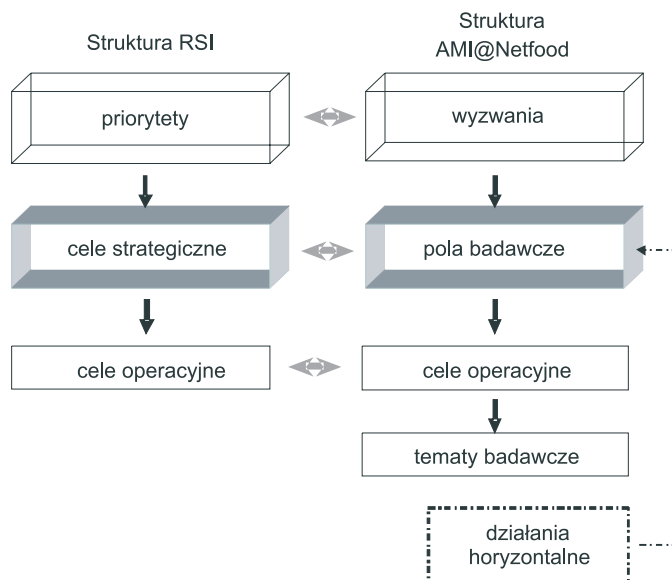 Struktura RSI
Struktura
AMI@Netfood
priorytety
wyzwania
cele strategiczne
pola badawcze
cele operacyjne
cele operacyjne
tematy badawcze
działania
horyzontalne